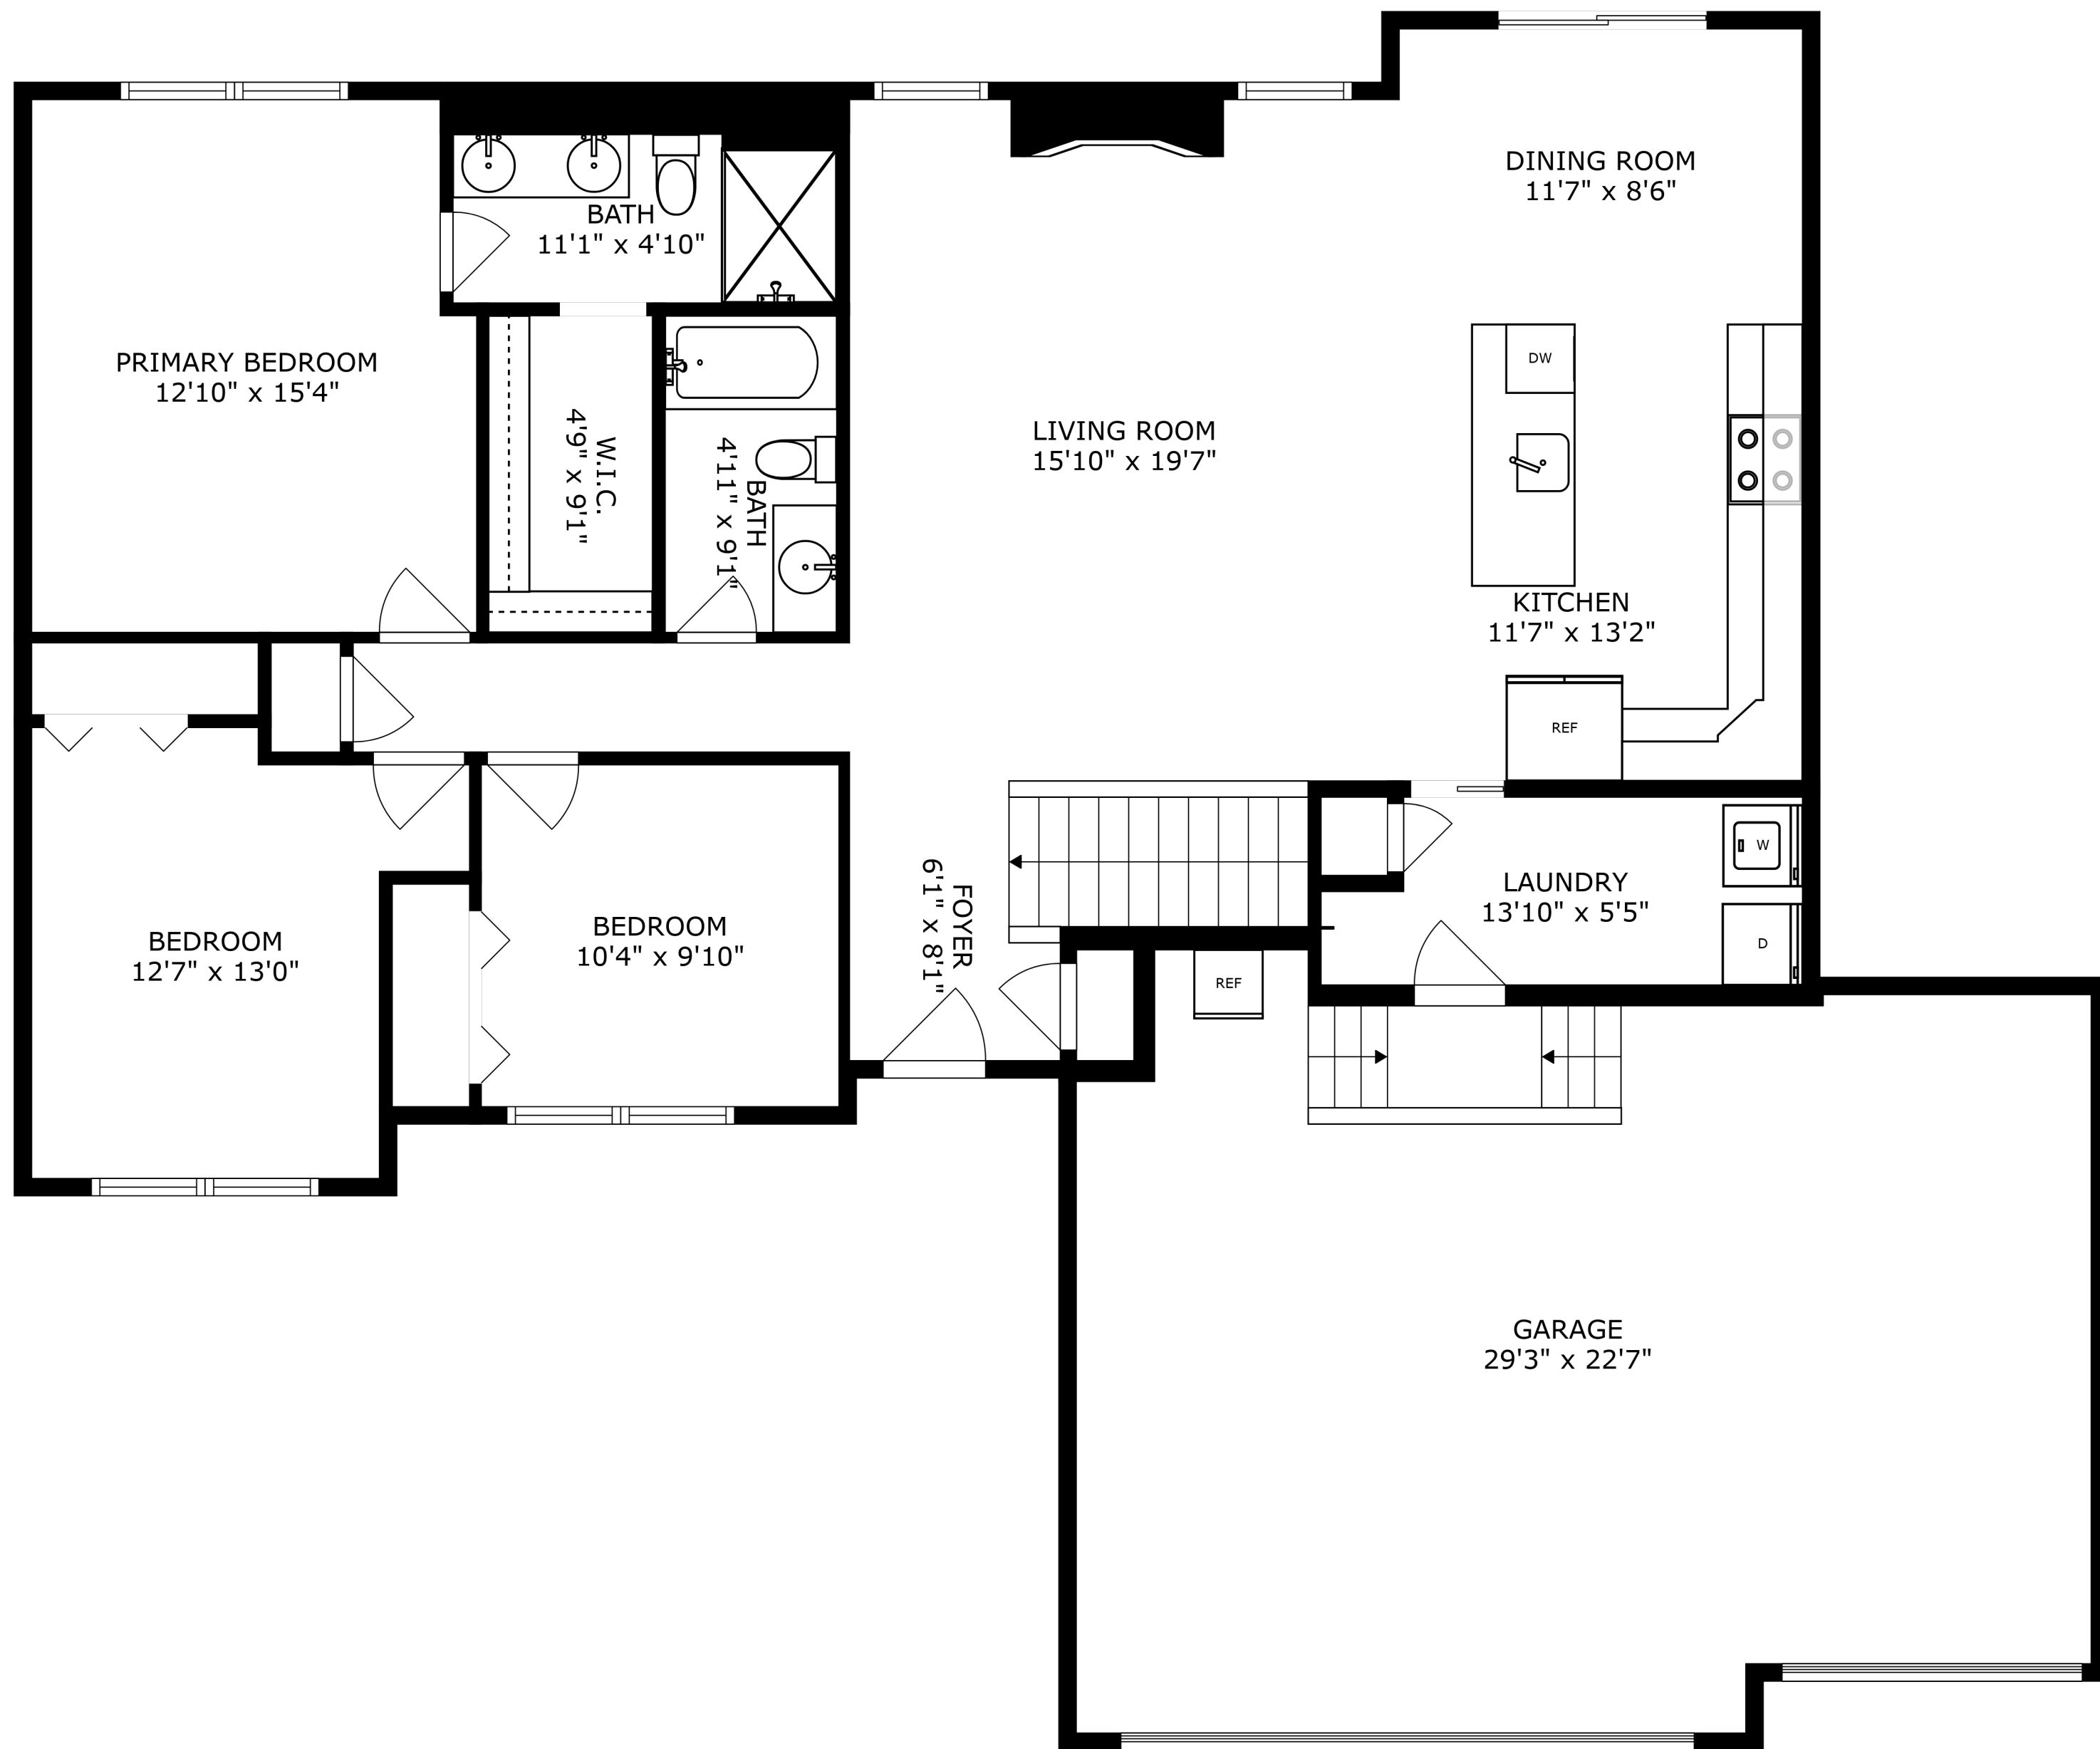 DINING ROOM
11'7" x 8'6"
BATH
11'1" x 4'10"
PRIMARY BEDROOM
12'10" x 15'4"
DW
W.I.C.
4'9" x 9'1"
BATH
4'11" x 9'1"
LIVING ROOM
15'10" x 19'7"
KITCHEN
11'7" x 13'2"
REF
W
LAUNDRY
13'10" x 5'5"
D
FOYER
6'1" x 8'1"
BEDROOM
12'7" x 13'0"
BEDROOM
10'4" x 9'10"
REF
GARAGE
29'3" x 22'7"